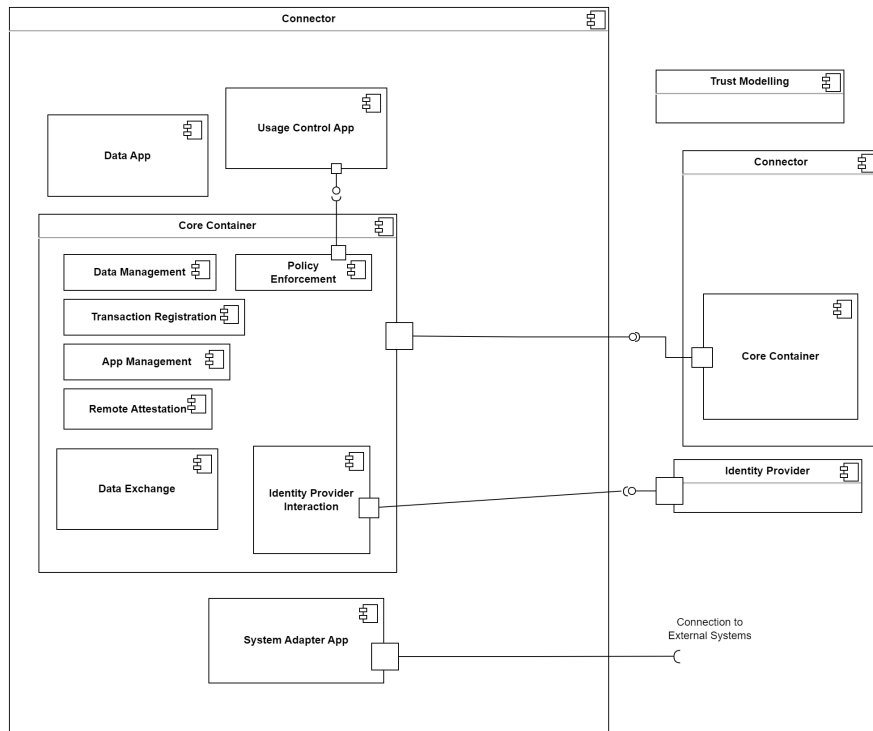 Connector
Trust Modelling
Usage Control App
Data App
Connector
Core Container
Data Management
Policy
Enforcement
Transaction Registration
App Management
Core Container
Remote Attestation
Data Exchange
Identity Provider
Interaction
Identity Provider
System Adapter App
Connection to
External Systems